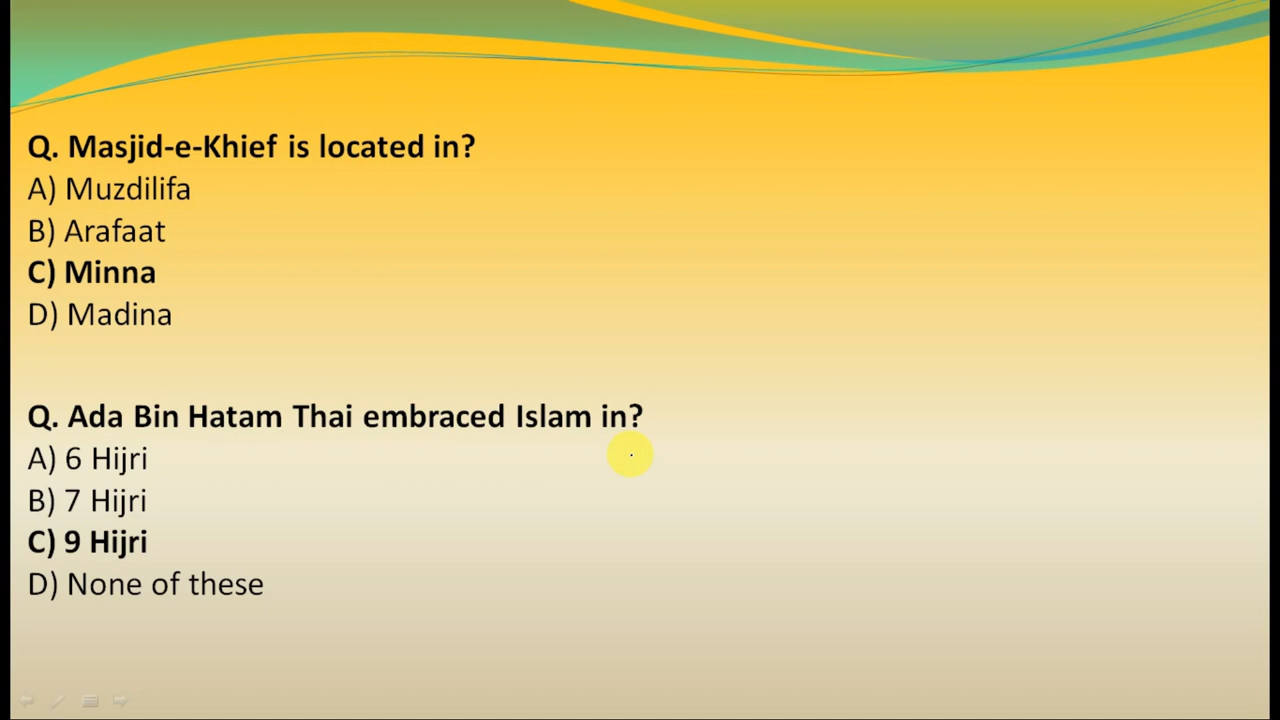 Q. Masjid-e-Khief is located in?
A) Muzdilifa
B) Arafaat
C) Minna
D) Madina
Q. Ada Bin Hatam Thai embraced Islam in?
A) 6 Hijri
B) 7 Hijri
C) 9 Hijri
D) None of these